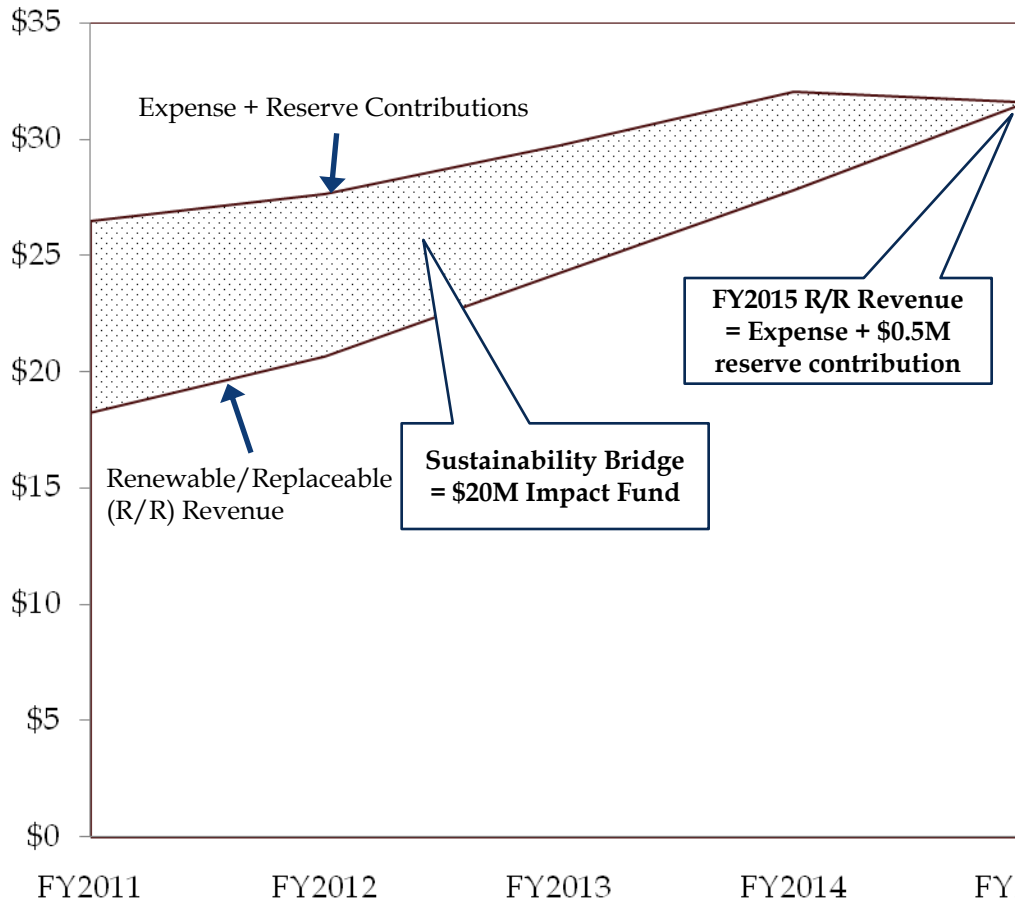 $35
$30
$25
$20
$15
$10
$5
$0
Expense + Reserve Contributions
FY2015 R/R Revenue
= Expense + $0.5M
reserve contribution
Sustainability Bridge
= $20M Impact Fund
Renewable/Replaceable
(R/R) Revenue
FY2011
FY2012
FY2013
FY2014
FY